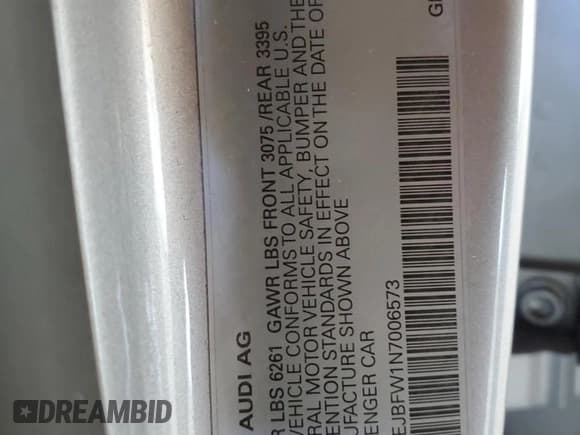 AUDI AG
LBS 6261 GAWR LBS FRONT 3075 /REAR 3395
VEHICLE CONFORMS TO ALL APPLICABLE U.S.
RAL MOTOR VEHICLE SAFETY, BUMPER AND THE
ENTION STANDARDS IN EFFECT ON THE DATE OF
UFACTURE SHOWN ABOVE
ENGER CAR
EJBFW1N7006573
DREAMBID